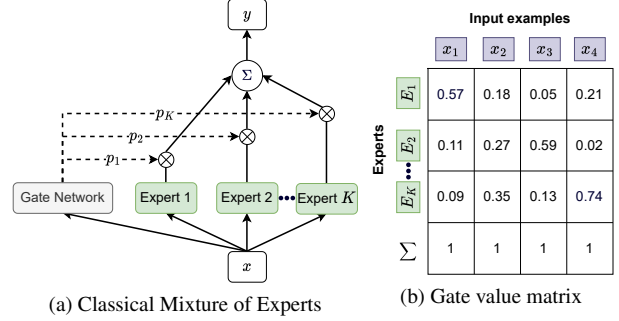 y
Σ
p_K
p_2
p_1
Gate Network
Expert 1
Expert 2
Expert K
x
(a) Classical Mixture of Experts
Input examples
x_1 x_2 x_3 x_4
Experts
E_1 0.57 0.18 0.05 0.21
E_2 0.11 0.27 0.59 0.02
E_K 0.09 0.35 0.13 0.74
∑ 1 1 1 1
(b) Gate value matrix